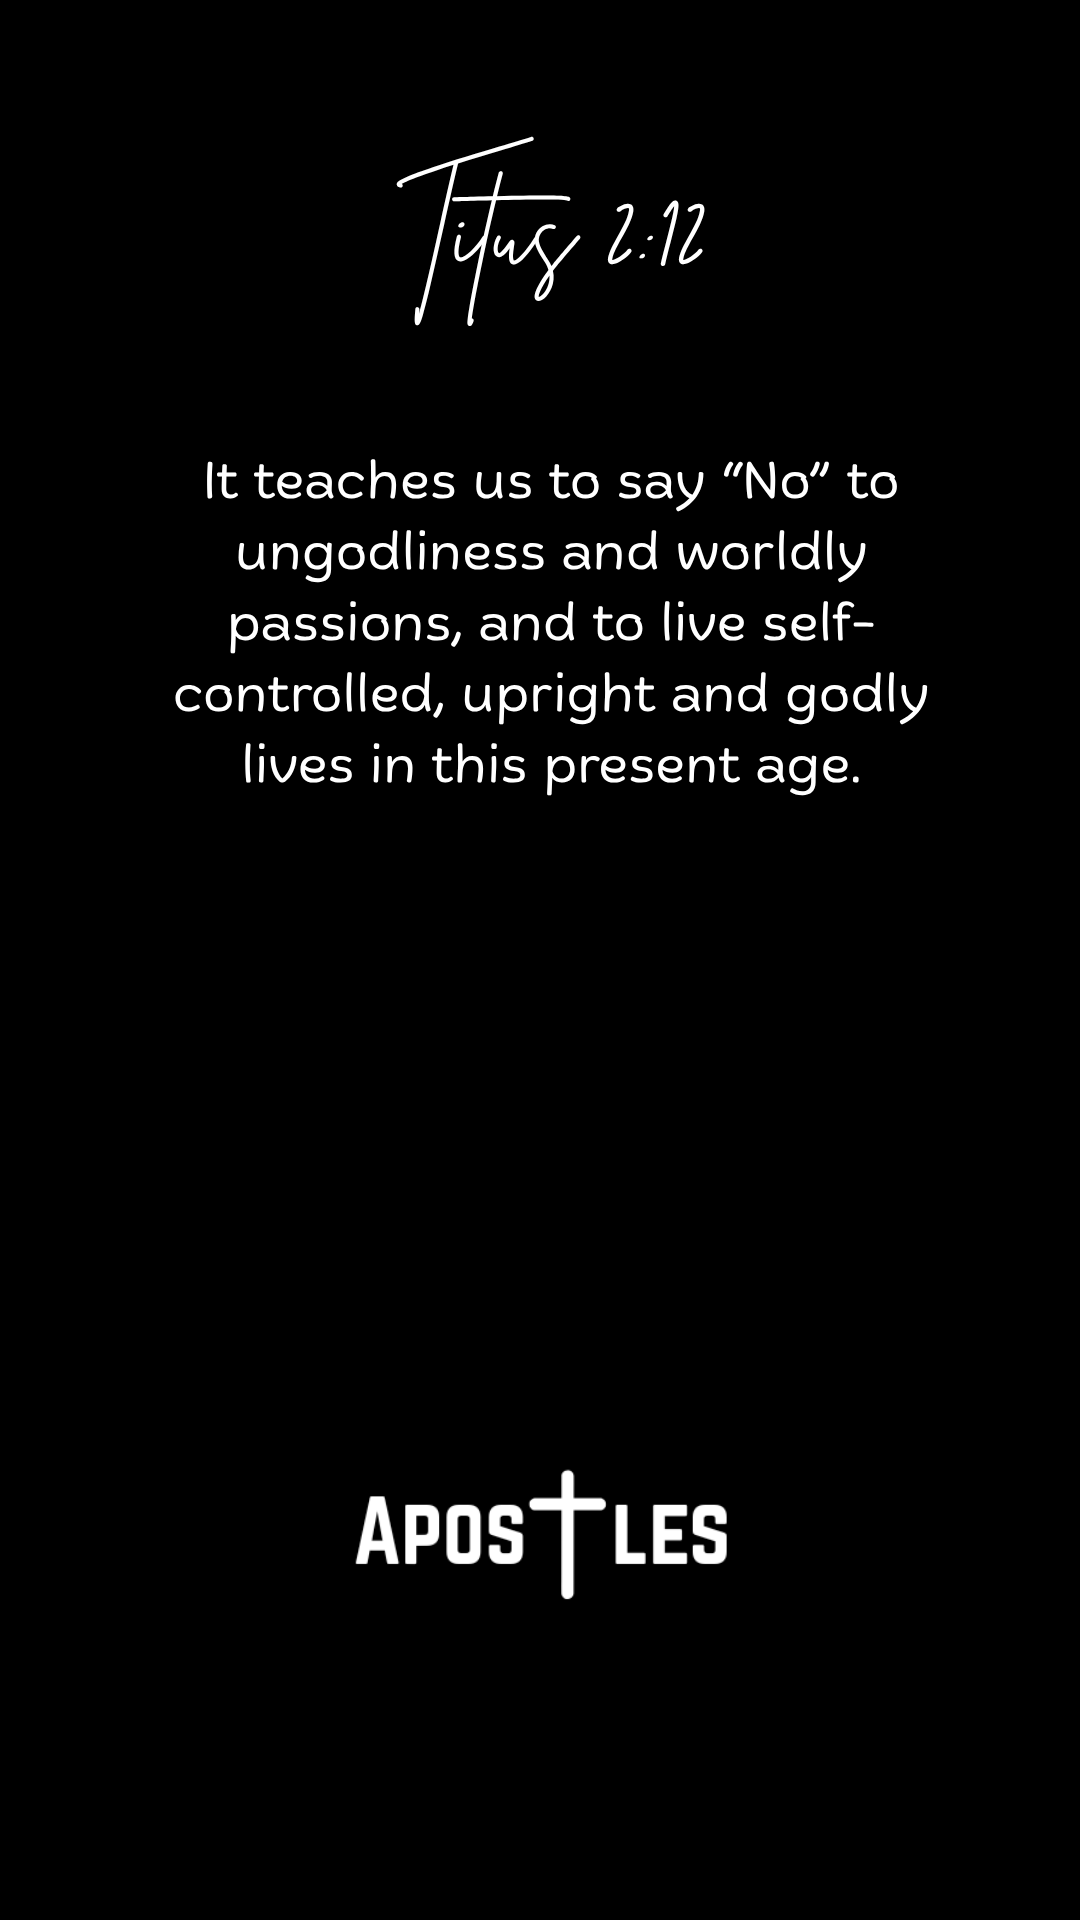 Titus 2:12
It teaches us to say “No” to
ungodliness and worldly
passions, and to live self-
controlled, upright and godly
lives in this present age.
APOSTLES